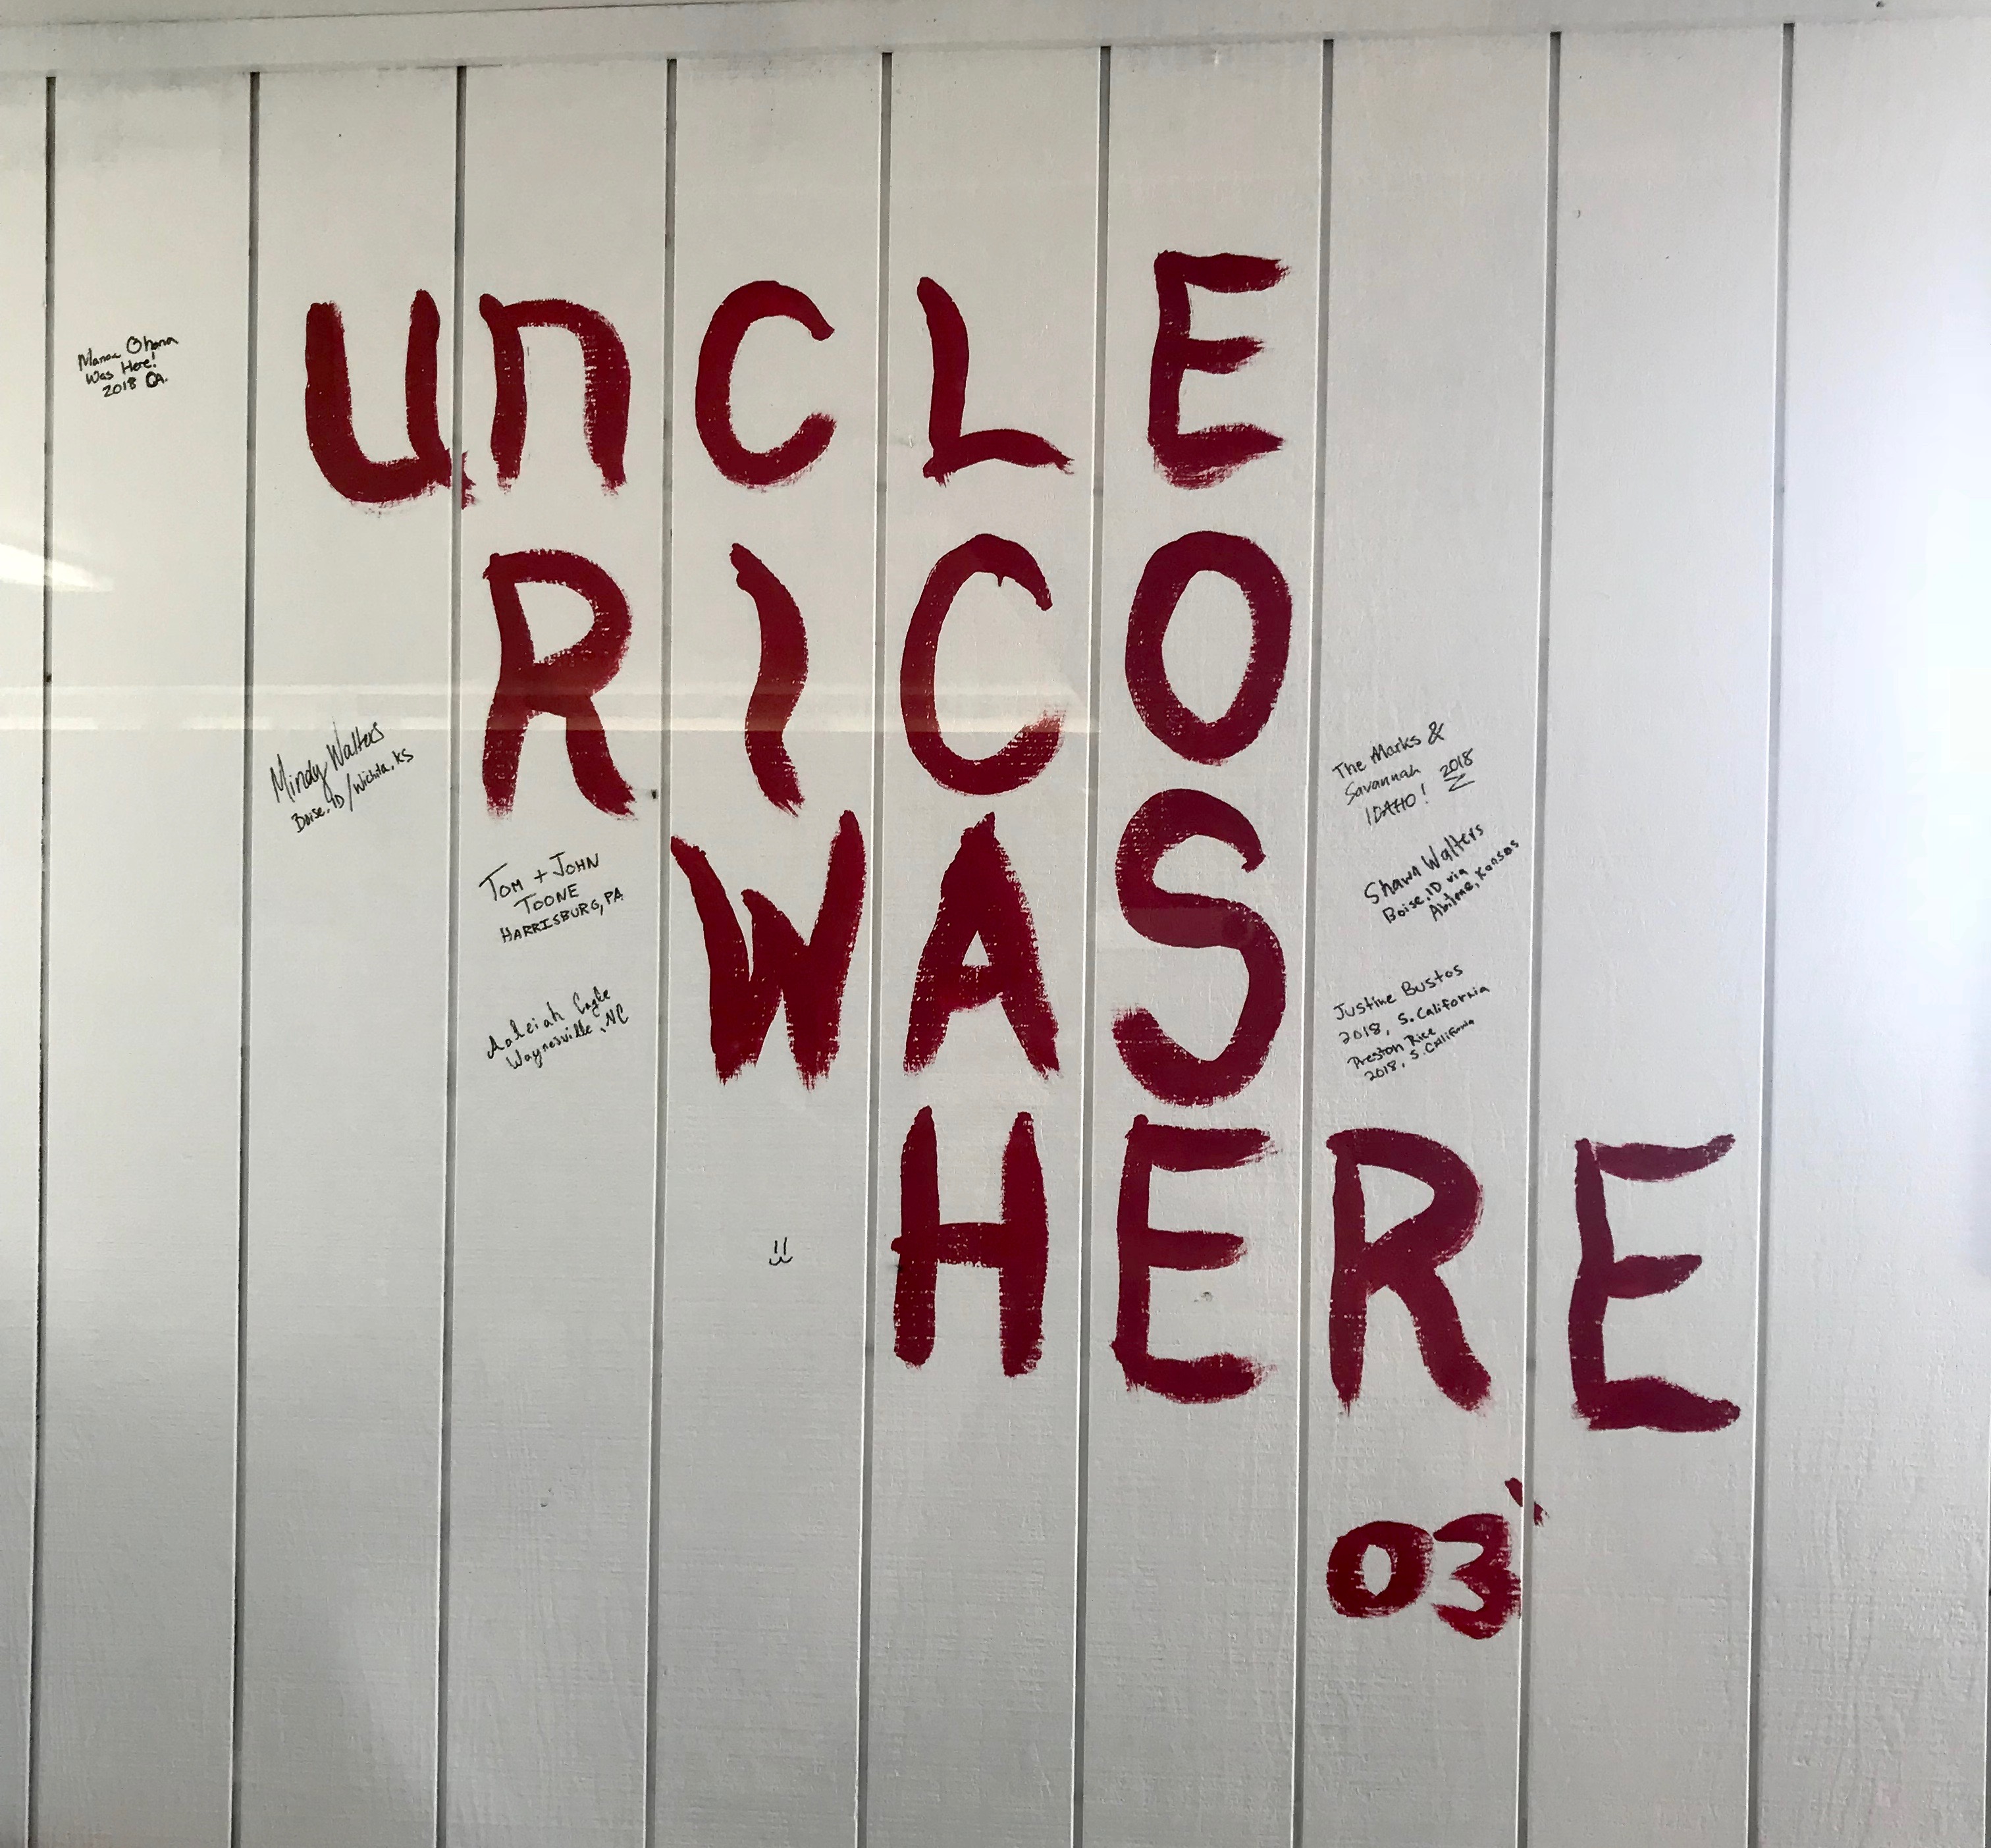 uncLE
RICO
WAS
HERE
03'
Ohana
Was Here!
2018 CA.
Mindy Walters
Boise, ID / Wichita, KS
TOM + JOHN
TOONE
HARRISBURG, PA
Aaleiah Cagle
Waynesville, NC
The Marks &
Savannah 2018
IDAHO!
Shawn Walters
Boise, ID via
Abilene, Kansas
Justine Bustos
2018, S. California
Preston Rice
2018, S. California